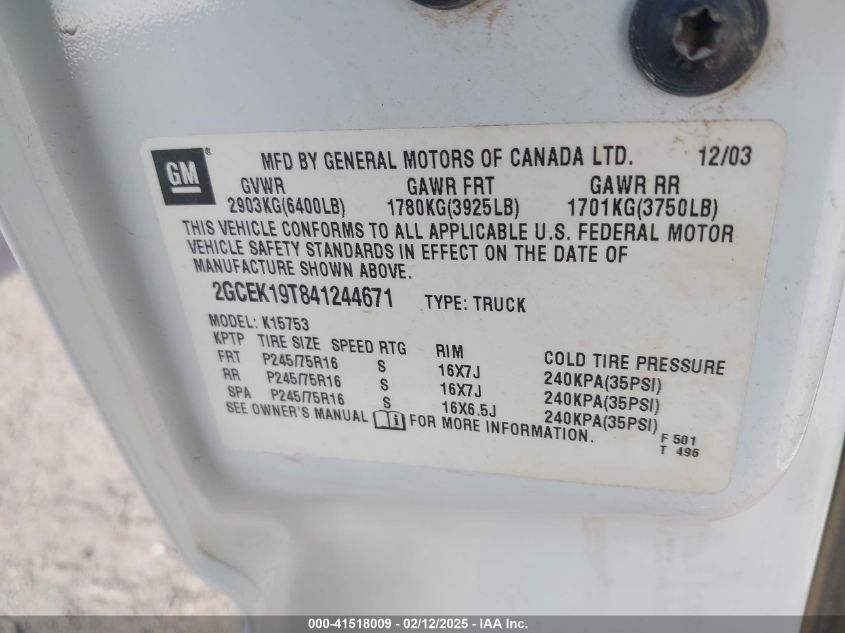 GM
MFD BY GENERAL MOTORS OF CANADA LTD. 12/03
GVWR GAWR FRT GAWR RR
2903KG(6400LB) 1780KG(3925LB) 1701KG(3750LB)
THIS VEHICLE CONFORMS TO ALL APPLICABLE U.S. FEDERAL MOTOR
VEHICLE SAFETY STANDARDS IN EFFECT ON THE DATE OF
MANUFACTURE SHOWN ABOVE.
2GCEK19T841244671 TYPE: TRUCK
MODEL: K15753
KPTP TIRE SIZE SPEED RTG RIM COLD TIRE PRESSURE
FRT P245/75R16 S 16X7J 240KPA(35PSI)
RR P245/75R16 S 16X7J 240KPA(35PSI)
SPA P245/75R16 S 16X6.5J 240KPA(35PSI)
SEE OWNER'S MANUAL i FOR MORE INFORMATION.
F 501
T 496
000-41518009 - 02/12/2025 - IAA Inc.